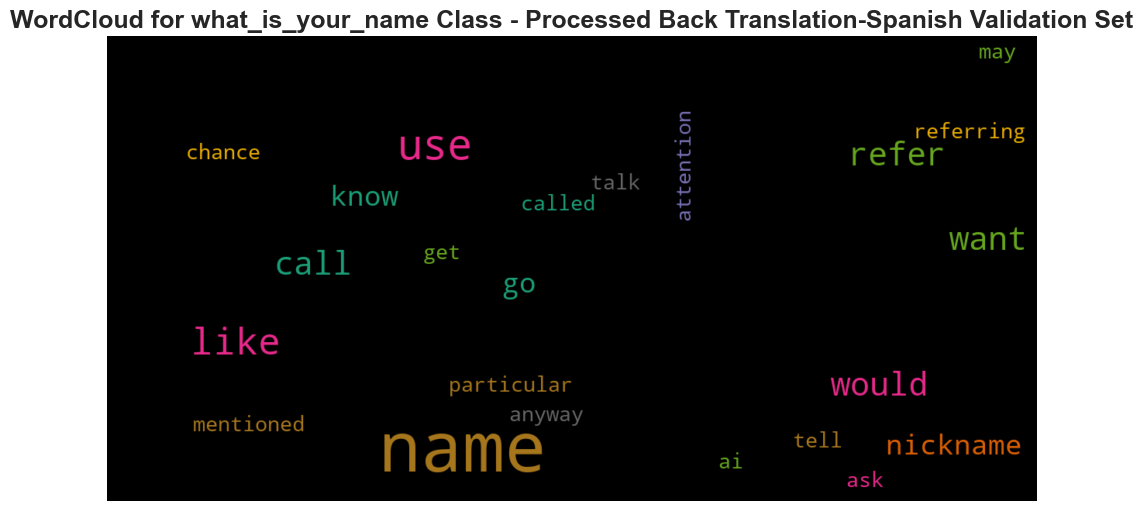 WordCloud for what_is_your_name Class - Processed Back Translation-Spanish Validation Set
may
referring
use
chance
refer
attention
talk
know
called
want
get
call
go
like
particular
would
anyway
mentioned
name
tell
nickname
ai
ask